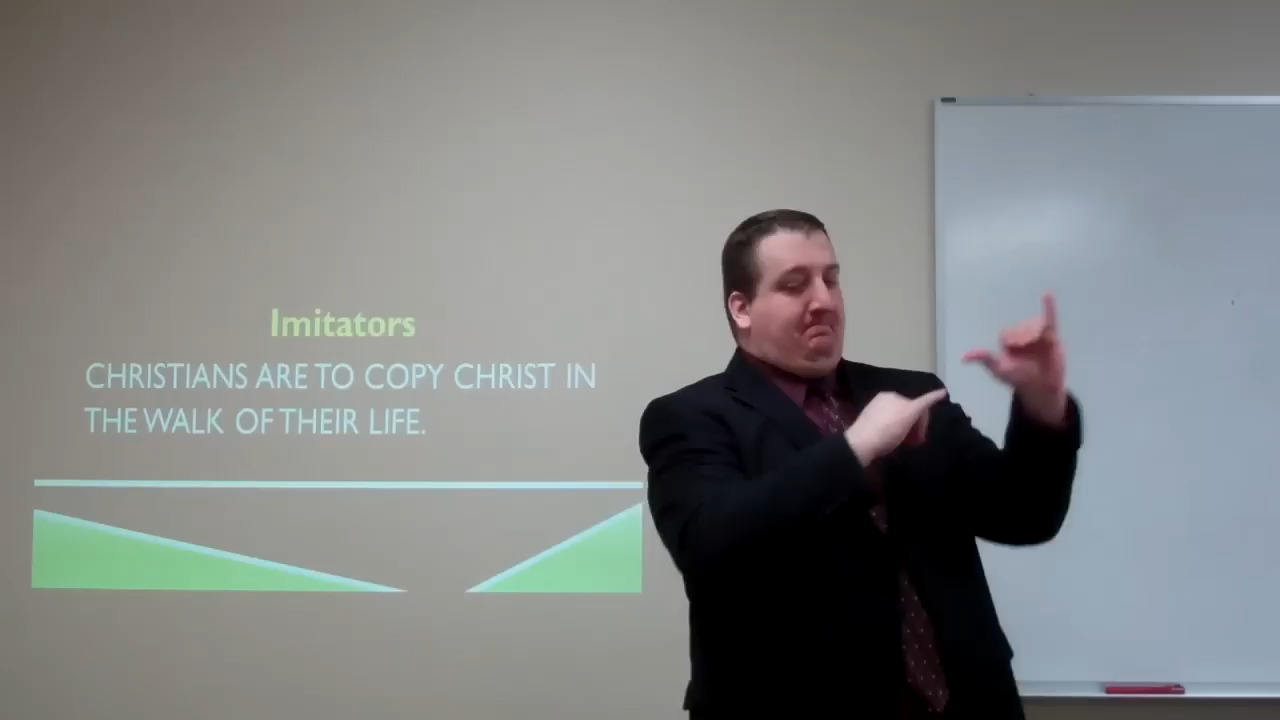 Imitators
CHRISTIANS ARE TO COPY CHRIST IN
THE WALK OF THEIR LIFE.